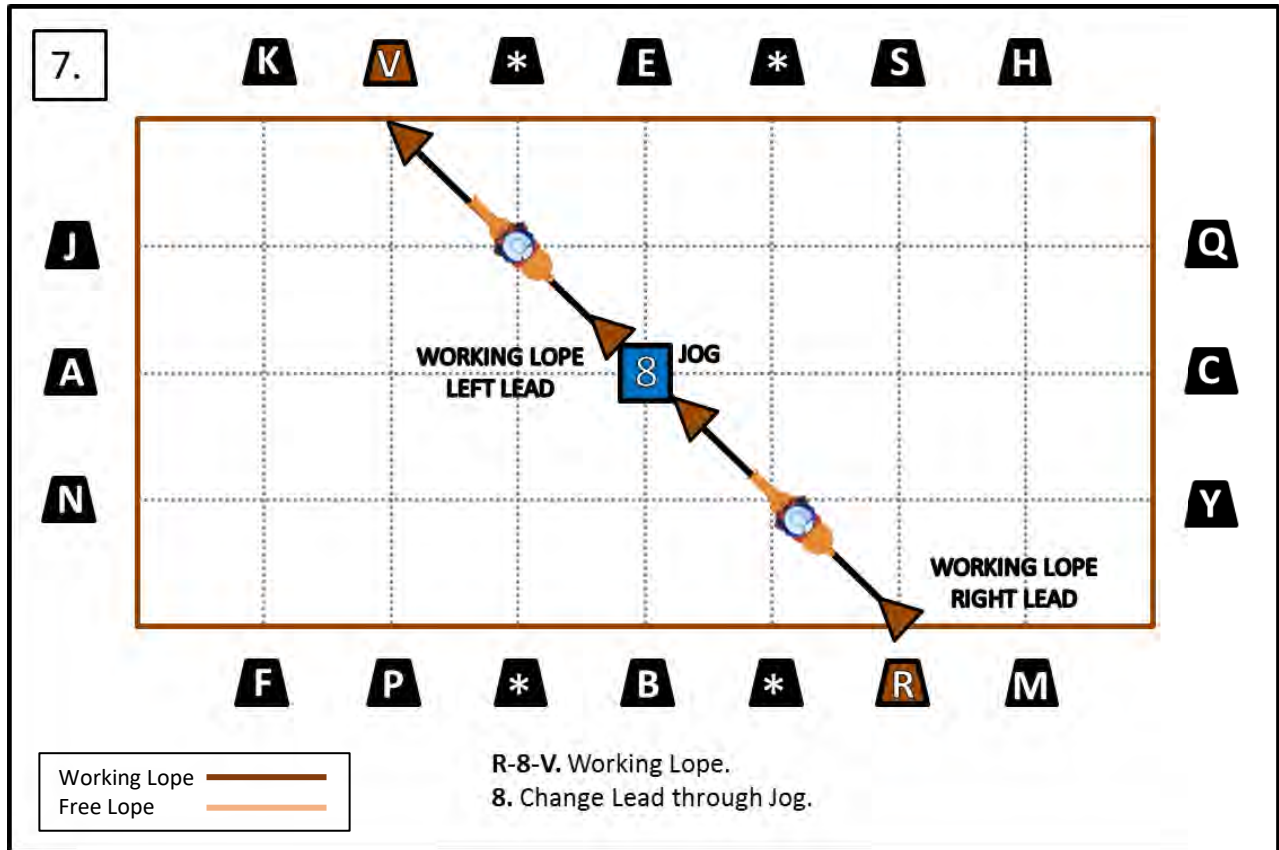 7.
K V * E * S H
J Q
WORKING LOPE
LEFT LEAD
8 JOG
A C
N Y
WORKING LOPE
RIGHT LEAD
F P * B * R M
Working Lope
Free Lope
R-8-V. Working Lope.
8. Change Lead through Jog.